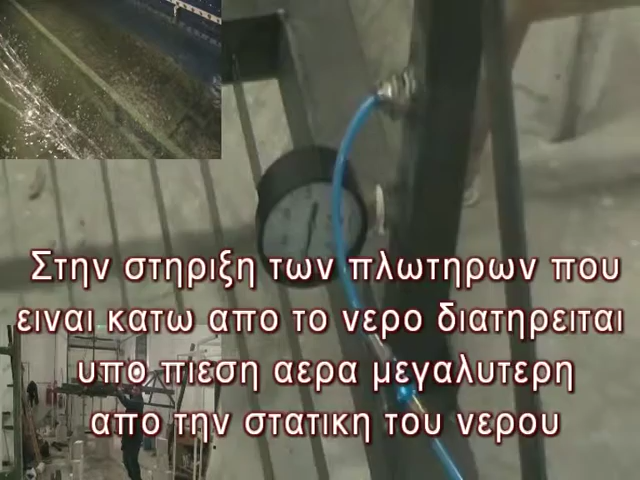 Στην στηριξη των πλωτηρων που
ειναι κατω απο το νερο διατηρειται
υπο πιεση αερα μεγαλυτερη
απο την στατικη του νερου